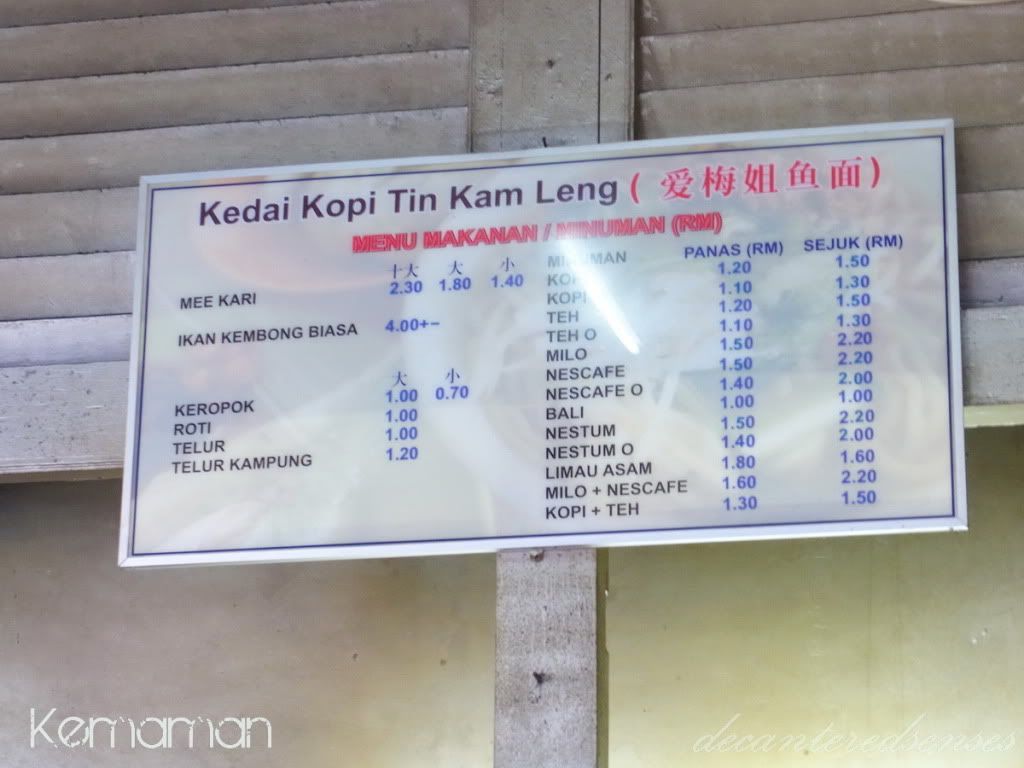 Kedai Kopi Tin Kam Leng ( 爱梅姐鱼面)
MENU MAKANAN / MINUMAN (RM)
十大 大 小
MEE KARI 2.30 1.80 1.40
IKAN KEMBONG BIASA 4.00+-
大 小
KEROPOK 1.00 0.70
ROTI 1.00
TELUR 1.00
TELUR KAMPUNG 1.20
MINUMAN PANAS (RM) SEJUK (RM)
KOPI 1.20 1.50
KOPI 1.10 1.30
TEH 1.20 1.50
TEH O 1.10 1.30
MILO 1.50 2.20
NESCAFE 1.50 2.20
NESCAFE O 1.40 2.00
BALI 1.00 1.00
NESTUM 1.50 2.20
NESTUM O 1.40 2.00
LIMAU ASAM 1.80 1.60
MILO + NESCAFE 1.60 2.20
KOPI + TEH 1.30 1.50
Kemaman
decanteredsenses